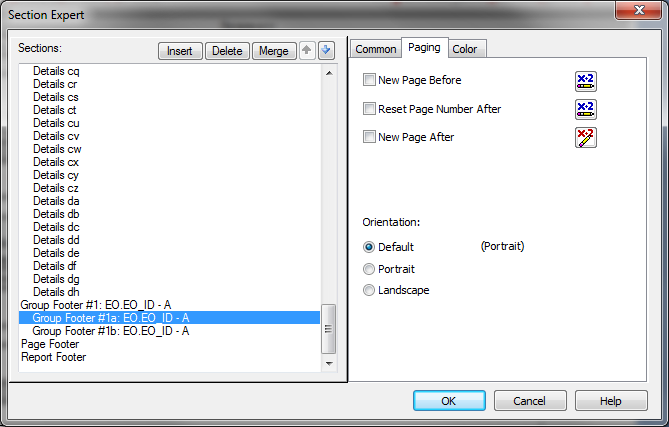 Section Expert
Sections:
Insert
Delete
Merge
Details cq
Details cr
Details cs
Details ct
Details cu
Details cv
Details cw
Details cx
Details cy
Details cz
Details da
Details db
Details dc
Details dd
Details de
Details df
Details dg
Details dh
Group Footer #1: EO.EO_ID - A
Group Footer #1a: EO.EO_ID - A
Group Footer #1b: EO.EO_ID - A
Page Footer
Report Footer
Common
Paging
Color
New Page Before
X-2
Reset Page Number After
X-2
New Page After
X-2
Orientation:
Default (Portrait)
Portrait
Landscape
OK
Cancel
Help